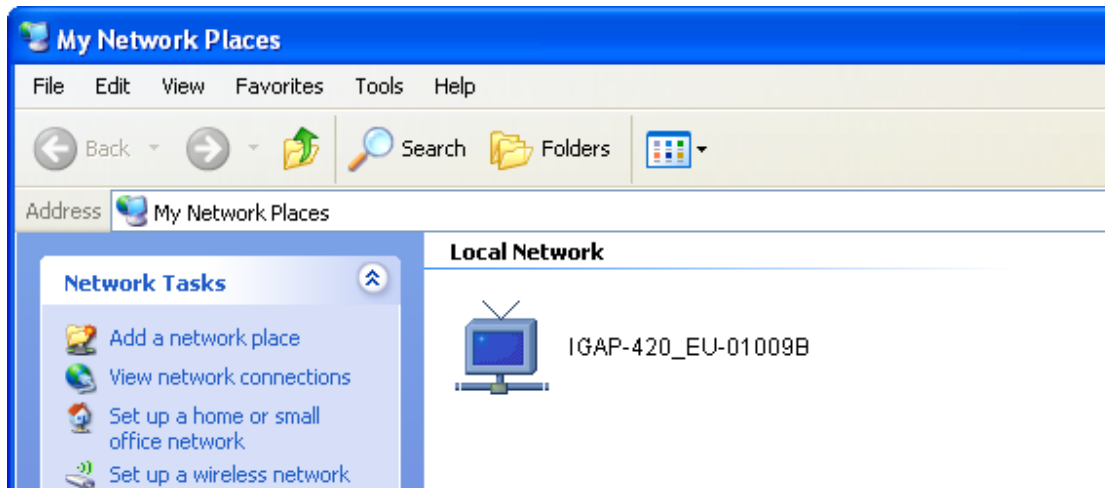 My Network Places
File Edit View Favorites Tools Help
Back Search Folders
Address My Network Places
Local Network
Network Tasks
IGAP-420_EU-01009B
Add a network place
View network connections
Set up a home or small
office network
Set up a wireless network